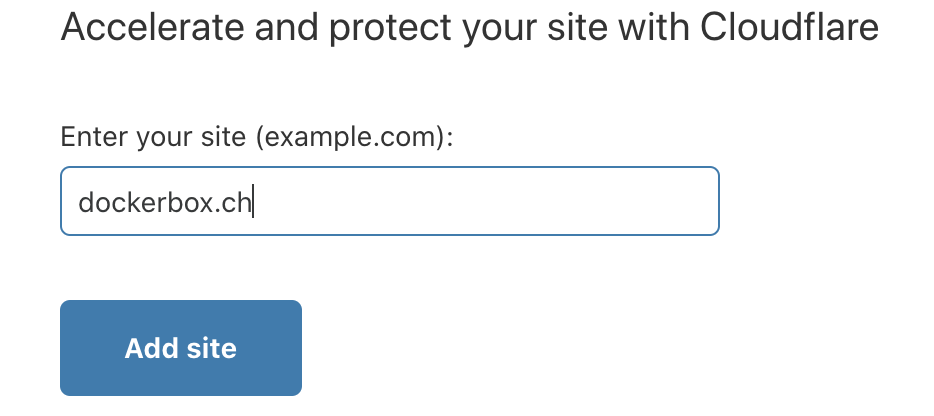 Accelerate and protect your site with Cloudflare
Enter your site (example.com):
dockerbox.ch
Add site